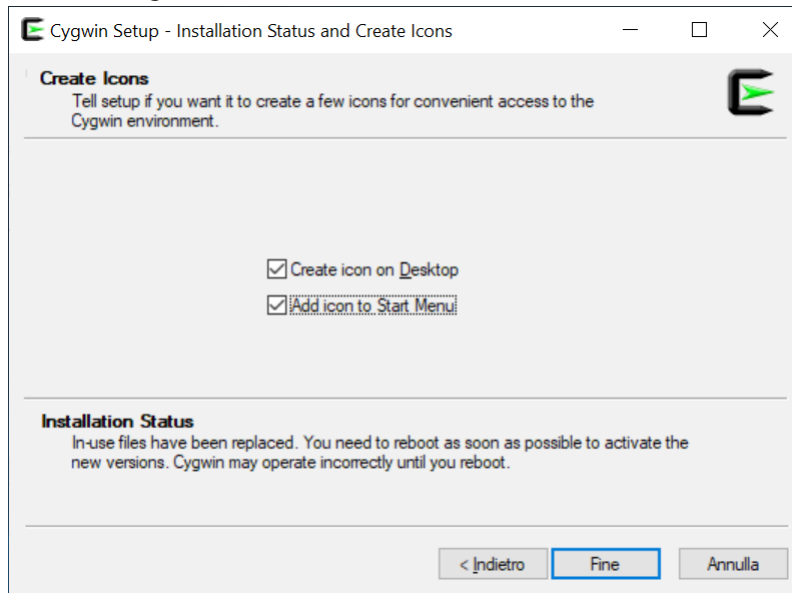 Cygwin Setup - Installation Status and Create Icons
Create Icons
Tell setup if you want it to create a few icons for convenient access to the
Cygwin environment.
Create icon on Desktop
Add icon to Start Menu
Installation Status
In-use files have been replaced. You need to reboot as soon as possible to activate the
new versions. Cygwin may operate incorrectly until you reboot.
< Indietro Fine Annulla